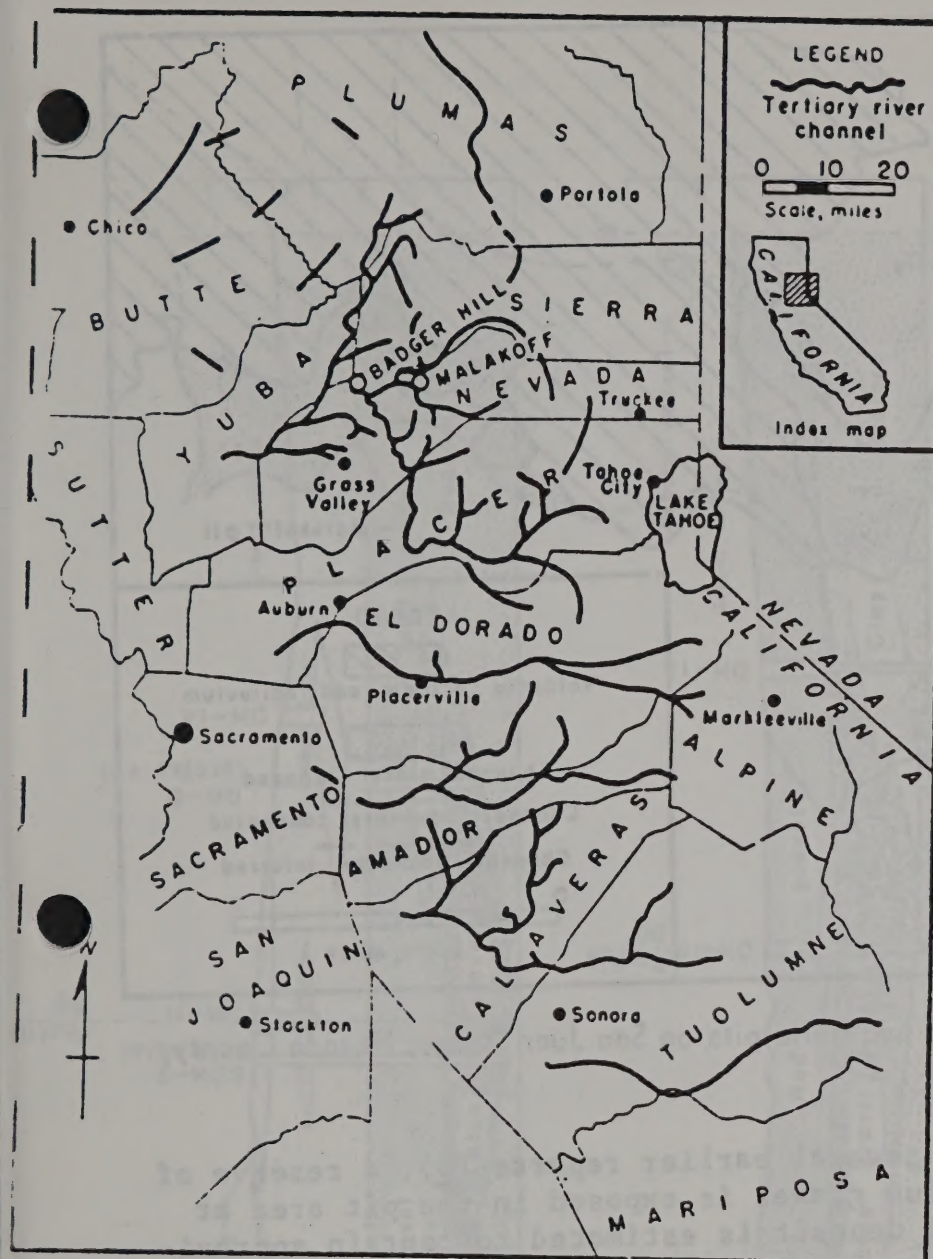 LEGEND
Tertiary river
channel
0 10 20
Scale, miles
CALIFORNIA
Index map
PLUMAS
Portola
Chico
BUTTE
SIERRA
YUBA
BADGER HILL
MALAKOFF
NEVADA
Truckee
SUTTER
Grass
Valley
Tahoe
City
LAKE
TAHOE
PLACER
Auburn
EL DORADO
NEVADA
CALIFORNIA
Placerville
Markleeville
Sacramento
ALPINE
SACRAMENTO
AMADOR
CALAVERAS
N
SAN
JOAQUIN
Stockton
Sonora
TUOLUMNE
MARIPOSA